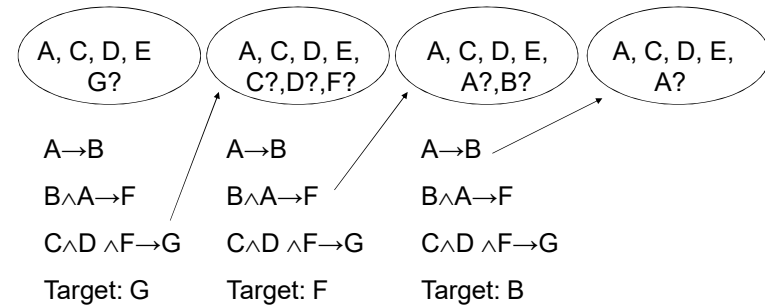 A, C, D, E
G?
A, C, D, E,
C?,D?,F?
A, C, D, E,
A?,B?
A, C, D, E,
A?
A→B
B∧A→F
C∧D ∧F→G
Target: G
A→B
B∧A→F
C∧D ∧F→G
Target: F
A→B
B∧A→F
C∧D ∧F→G
Target: B